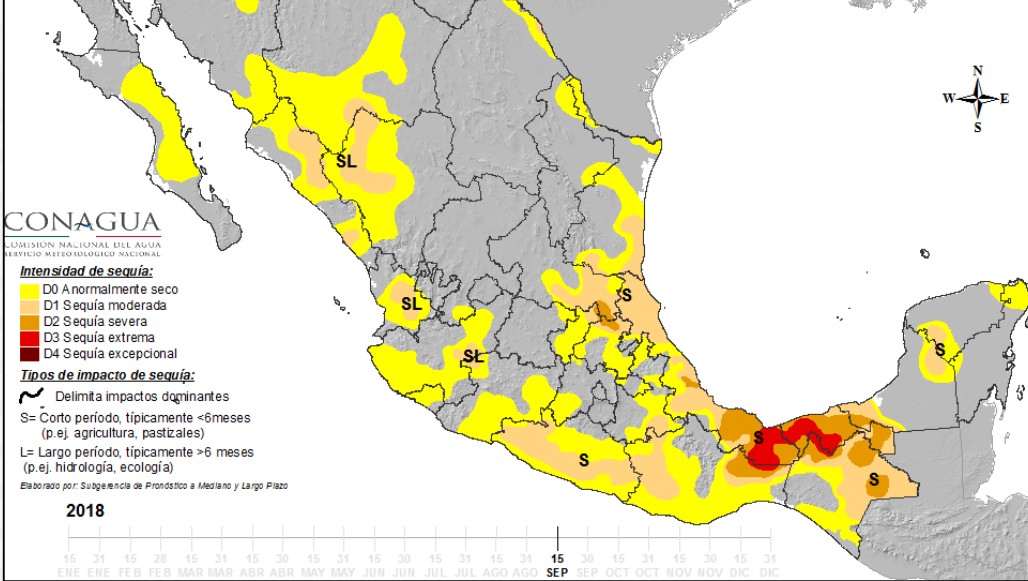 N
W E
S
SL
CONAGUA
COMISIÓN NACIONAL DEL AGUA
SERVICIO METEOROLÓGICO NACIONAL
Intensidad de sequía:
D0 Anormalmente seco
D1 Sequía moderada
D2 Sequía severa
D3 Sequía extrema
D4 Sequía excepcional
SL
S
S
SL
Tipos de impacto de sequía:
Delimita impactos dominantes
S= Corto período, típicamente <6meses
(p.ej. agricultura, pastizales)
L= Largo período, típicamente >6 meses
(p.ej. hidrología, ecología)
S
S
S
Elaborado por: Subgerencia de Pronóstico a Mediano y Largo Plazo
2018
15 31 15 28 15 31 15 30 15 31 15 30 15 31 15 31 15 30 15 31 15 30 15 31
ENE ENE FEB FEB MAR MAR ABR ABR MAY MAY JUN JUN JUL JUL AGO AGO SEP SEP OCT OCT NOV NOV DIC DIC